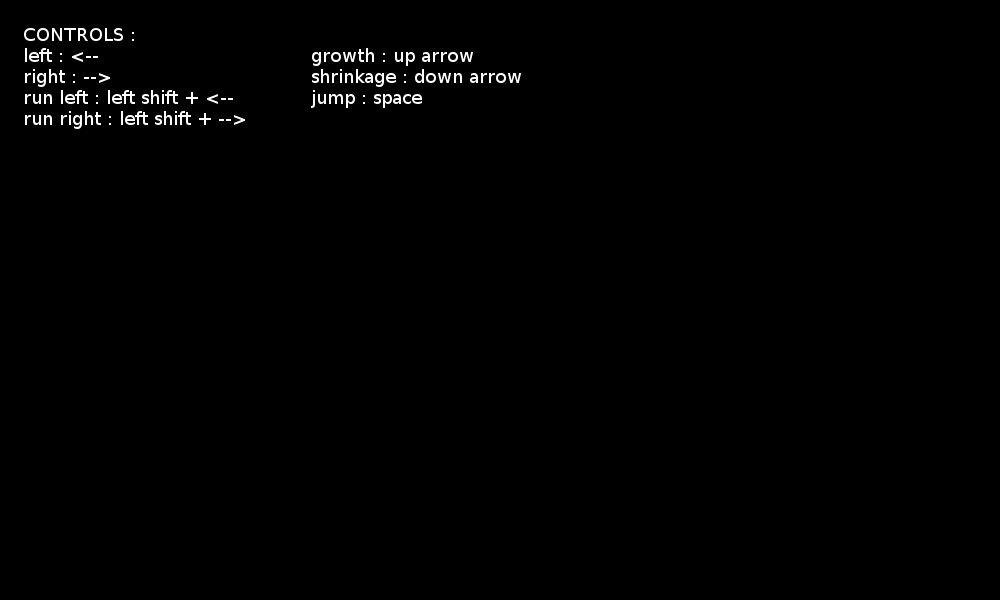 CONTROLS :
left : <--
right : -->
run left : left shift + <--
run right : left shift + -->
growth : up arrow
shrinkage : down arrow
jump : space